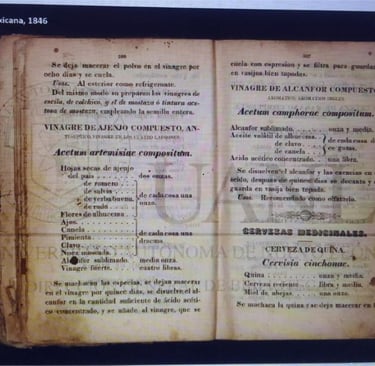 xicana, 1846
Se deja macerar el polvo en el vinagre por
ocho dias y se cuela.
Usos. Al esterior como refrigerante.
Del mismo modo se preparan los vinagres de
escila, de colchico, y el de mostaza ó tintura ace-
tosa de mostaza, empleando la semilla entera.
VINAGRE DE AJENJO COMPUESTO, AN-
Acetum artemisiae compositum.
Hojas secas de ajenjo
del pais .... dos onzas.
de romero
de salvia
de yerbabuena,
de ruda
de cada cosa una
onza.
Flores de alhucema
Ajos,
Canela
Pimienta
Clavo
Nuez moscada
de cada cosa una
dracma
Alcanfor sublimado. media onza.
Vinagre fuerte. cuatro libras.
Se machacan las especias, se dejan macerar
en el vinagre por quince dias, se disuelve el al-
canfor en la cantidad suficiente de ácido acéti-
co concentrado, y se añade al vinagre, que se
cuela con espresion y se filtra para guardar
en vasijas bien tapadas.
VINAGRE DE ALCANFOR COMPUESTO
Acetum camphorae compositum.
Alcanfor sublimado. .... onza y media.
Aceite volátil de alhucema,
de clavo
de canela
de cada cosa
gs.
Acido acético concentrado. .... una libra.
Se disuelve el alcanfor y las esencias en
ácido, despues de quince dias se decanta y
guarda en vasija bien tapada.
Usos. Recomendado como olfatorio.
CERVEZAS MEDICINALES.
CERVEZA DE QUINA.
Cervisia cinchonae.
Quina .... onza y media.
Cerveza reciente .... libra y media.
Miel de abejas. .... una onza.
Se machaca la quina y se deja macerar en